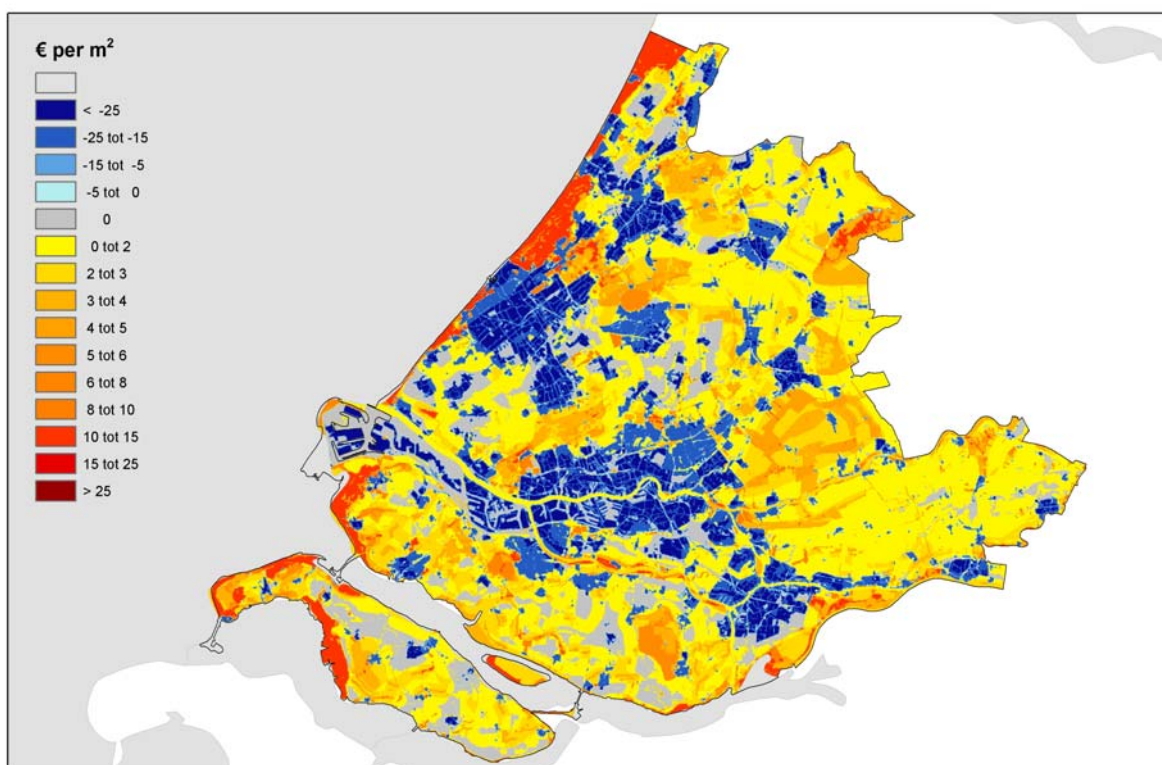 € per m²
< -25
-25 tot -15
-15 tot -5
-5 tot 0
0
0 tot 2
2 tot 3
3 tot 4
4 tot 5
5 tot 6
6 tot 8
8 tot 10
10 tot 15
15 tot 25
> 25